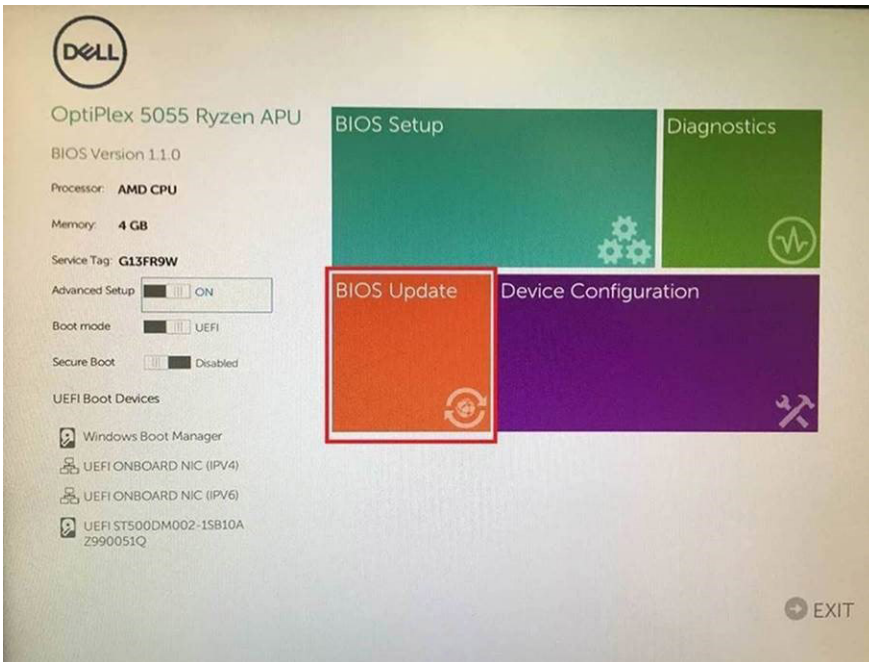 DELL
OptiPlex 5055 Ryzen APU
BIOS Version 1.1.0
Processor: AMD CPU
Memory: 4 GB
Service Tag: G13FR9W
Advanced Setup ON
Boot mode UEFI
Secure Boot Disabled
UEFI Boot Devices
Windows Boot Manager
UEFI ONBOARD NIC (IPV4)
UEFI ONBOARD NIC (IPV6)
UEFI ST500DM002-1SB10A
Z990051Q
BIOS Setup
Diagnostics
BIOS Update
Device Configuration
EXIT